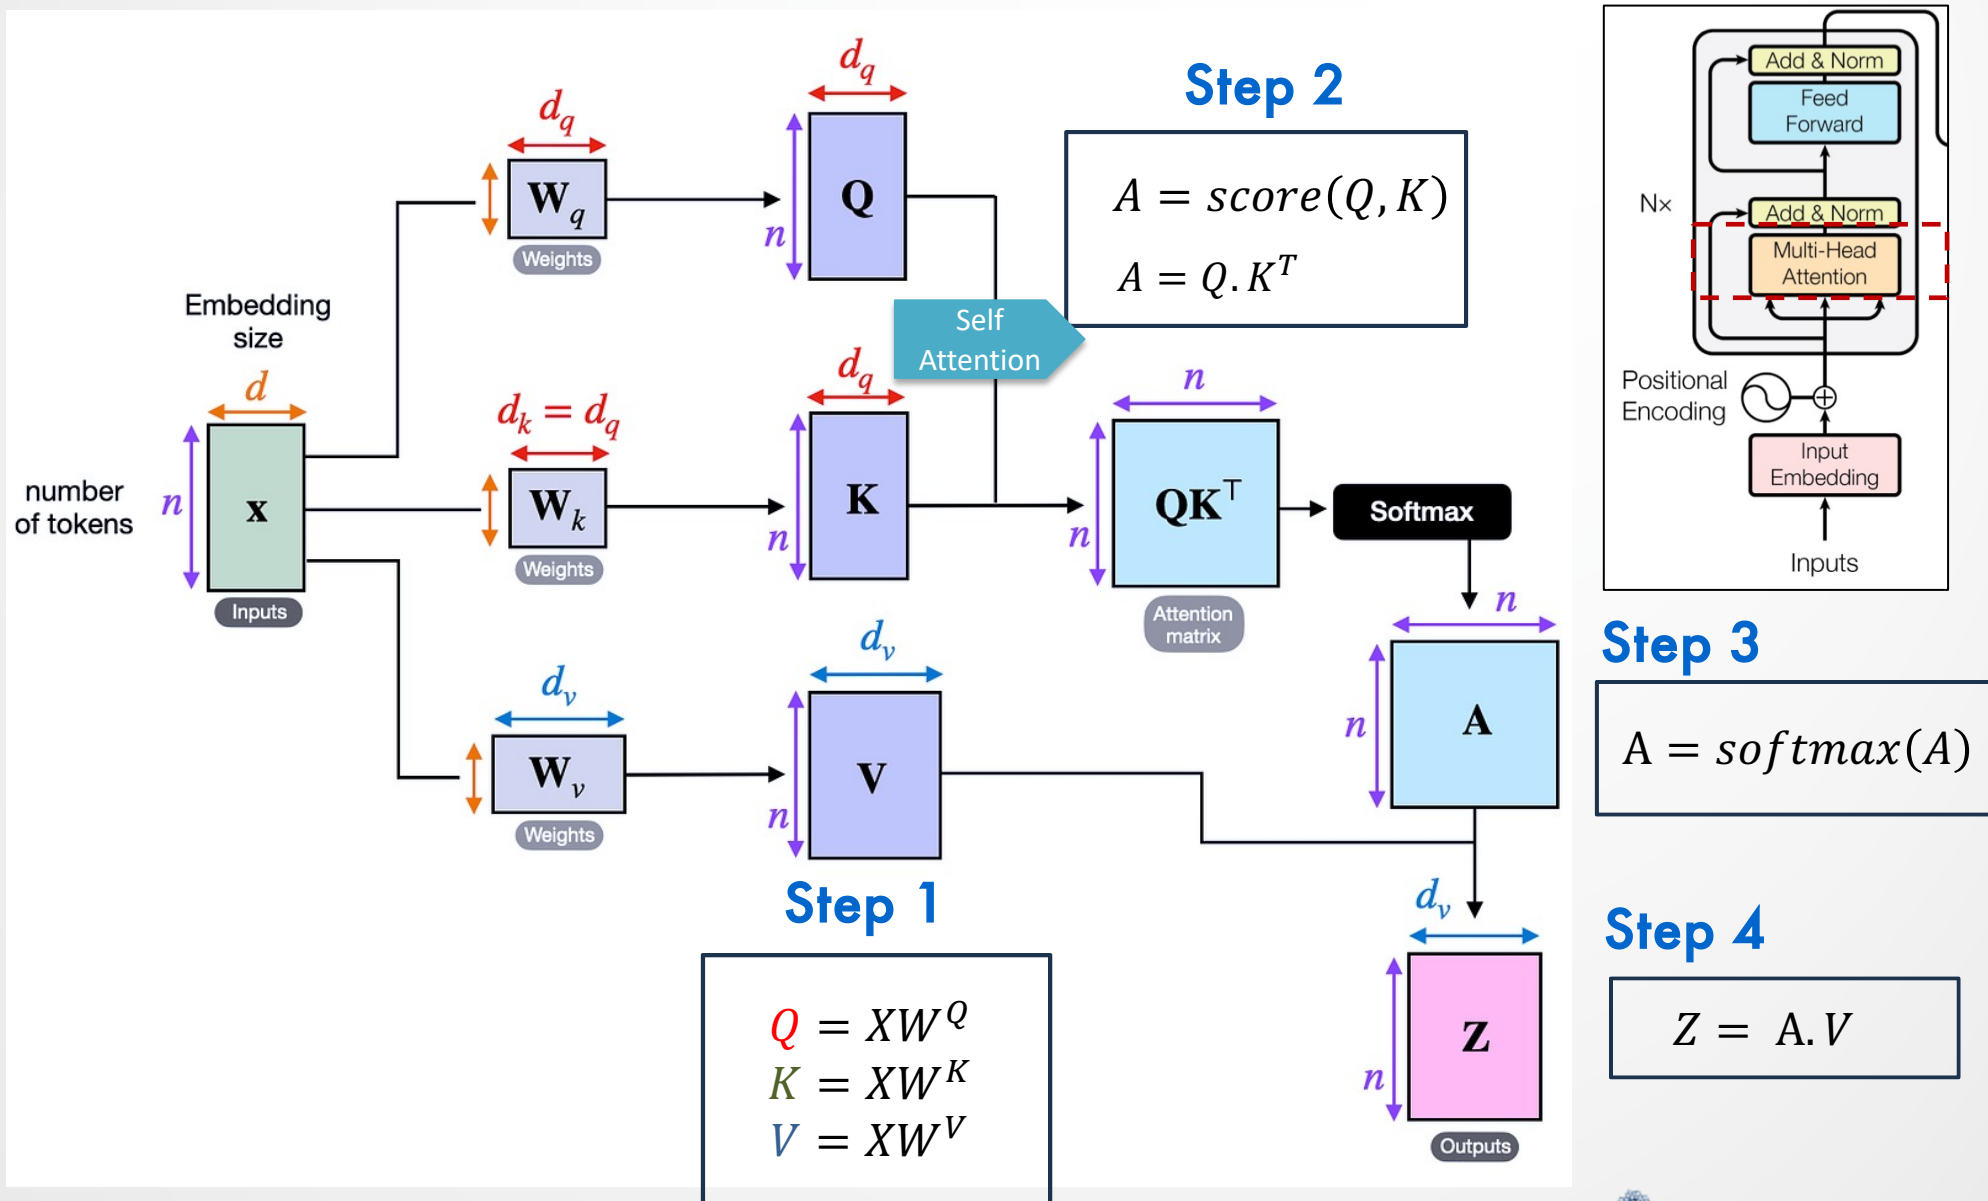 Embedding
size
d
number
of tokens
n
x
Inputs
d_q
W_q
Weights
d_k = d_q
W_k
Weights
d_v
W_v
Weights
d_q
n
Q
d_q
n
K
d_v
n
V
Self
Attention
Step 1
Q = XW^Q
K = XW^K
V = XW^V
Step 2
A = score(Q, K)
A = Q. K^T
n
n
QK^⊤
Attention
matrix
Softmax
n
n
A
d_v
n
Z
Outputs
Add & Norm
Feed
Forward
N×
Add & Norm
Multi-Head
Attention
Positional
Encoding
Input
Embedding
Inputs
Step 3
A = softmax(A)
Step 4
Z = A. V